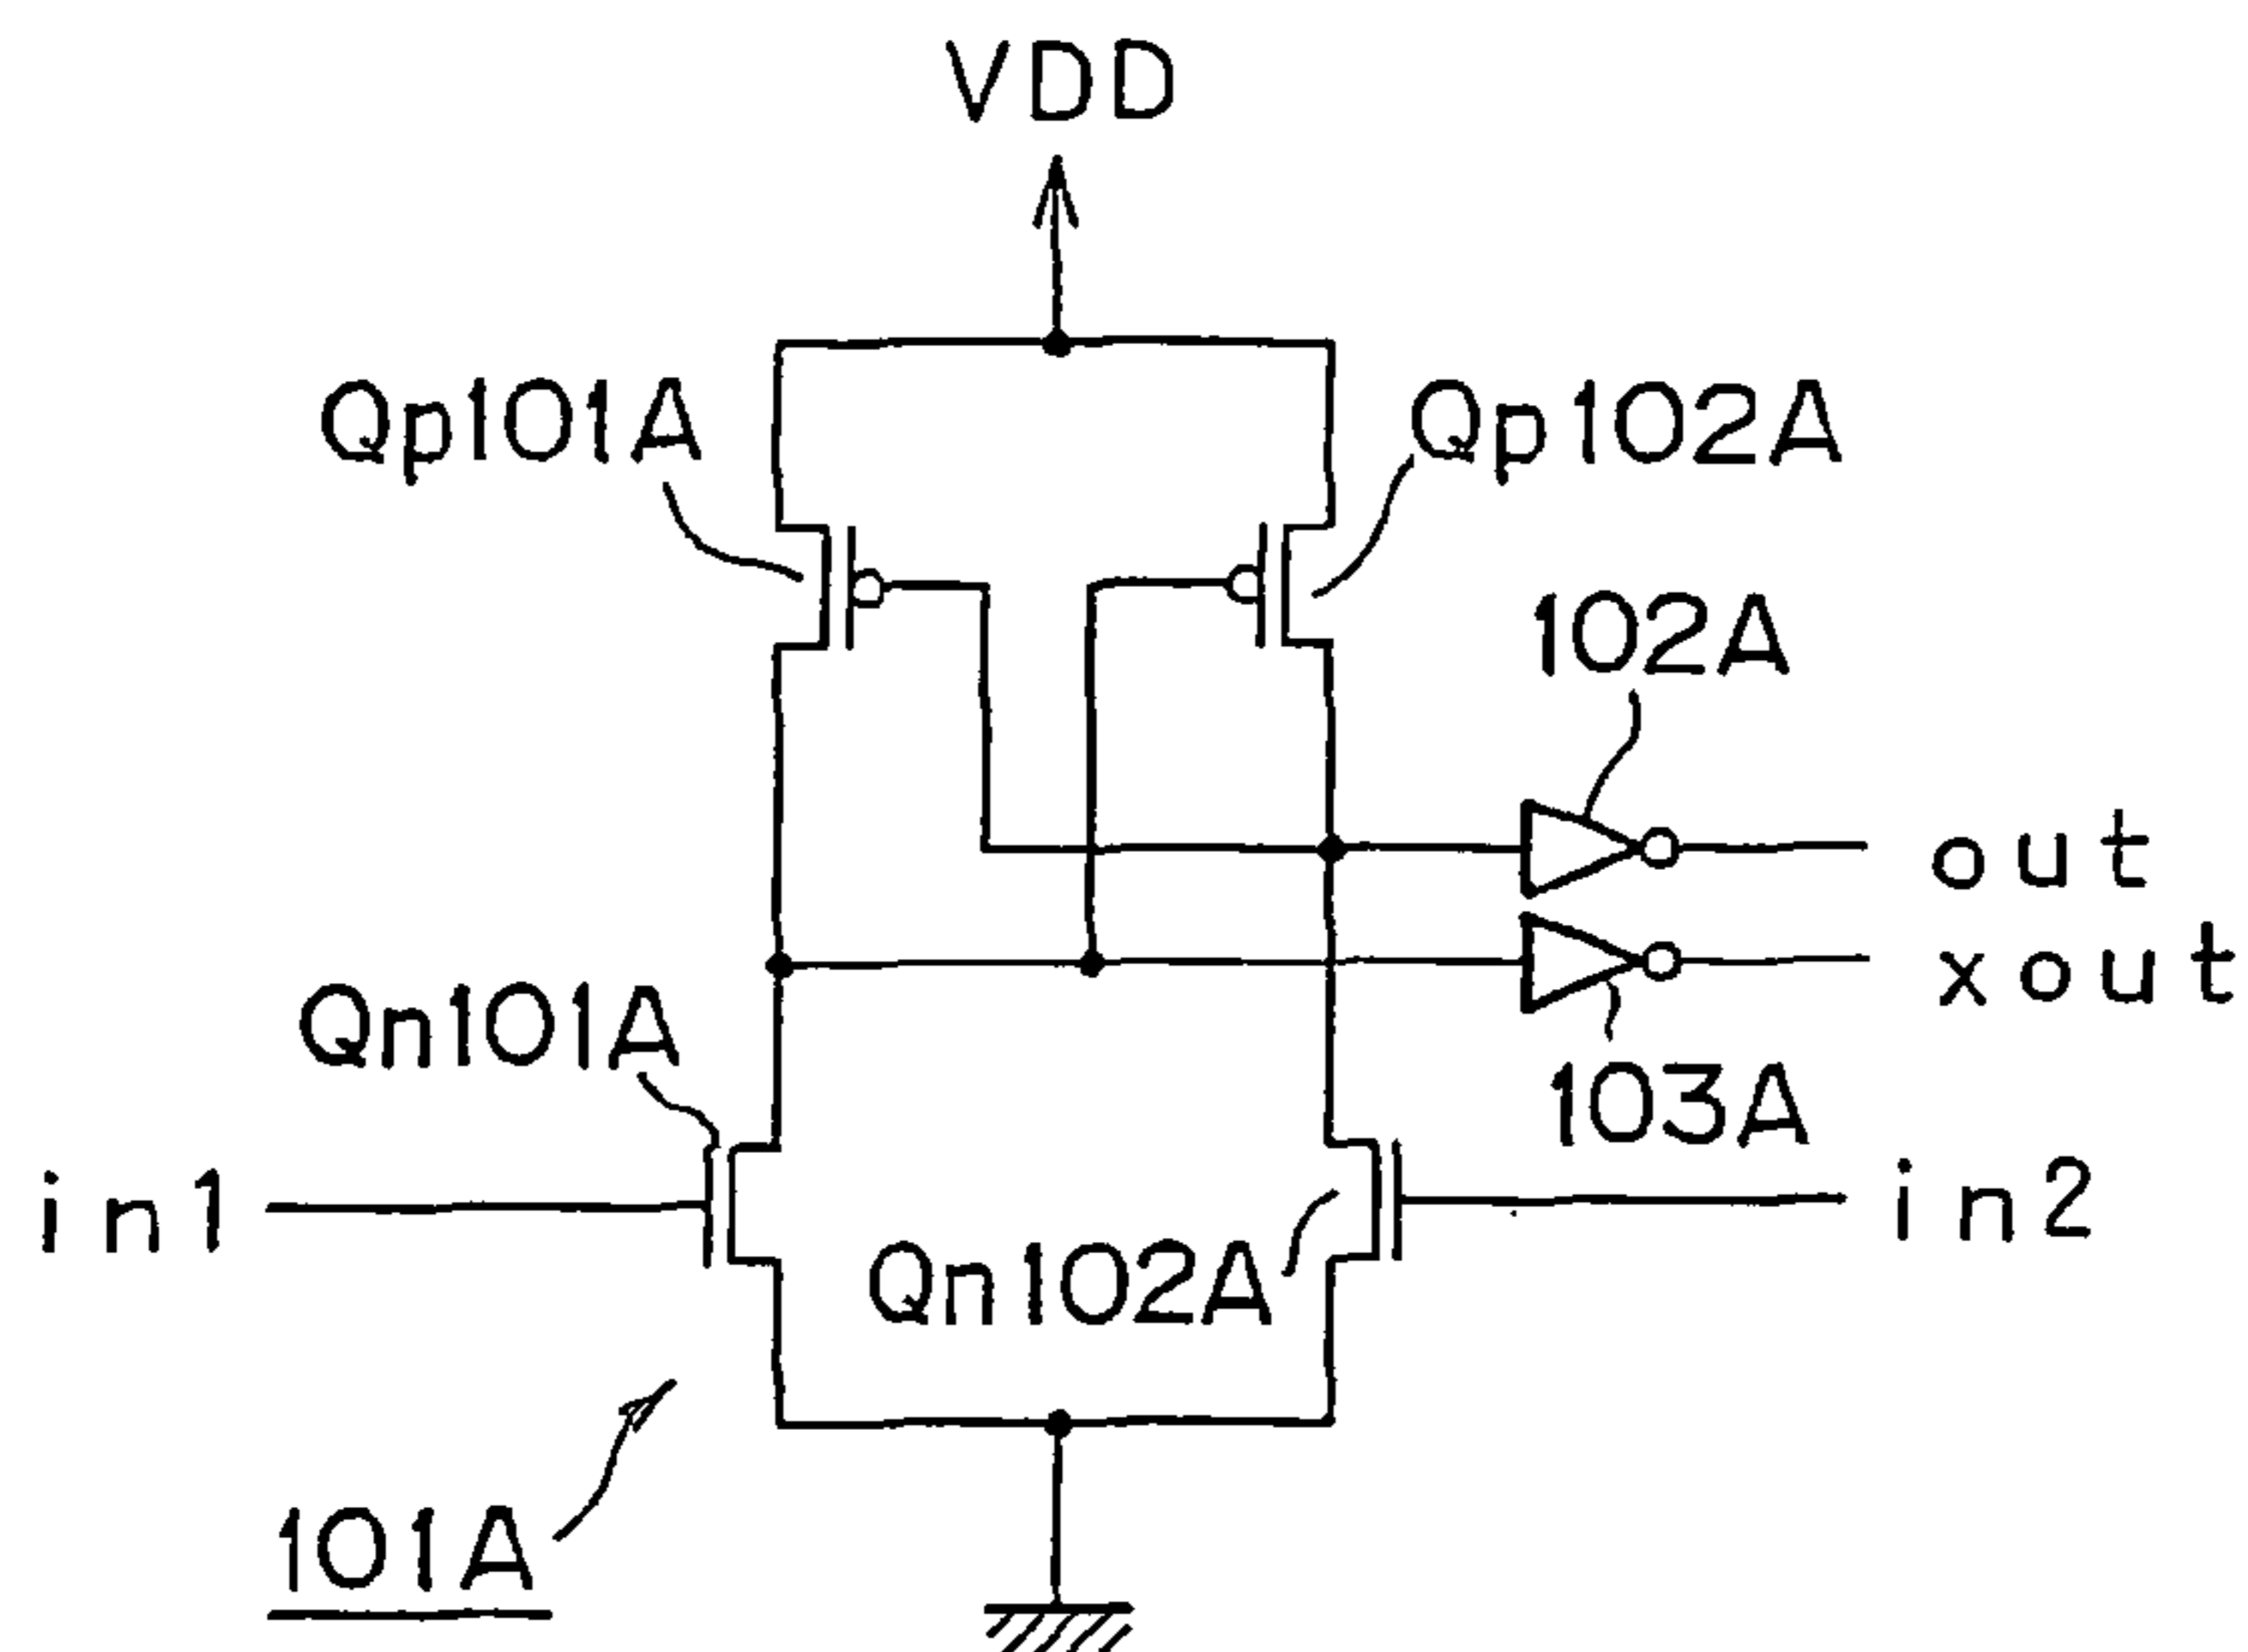 VDD
Qp101A
Qp102A
102A
out
xout
Qn101A
103A
in1
in2
Qn102A
101A